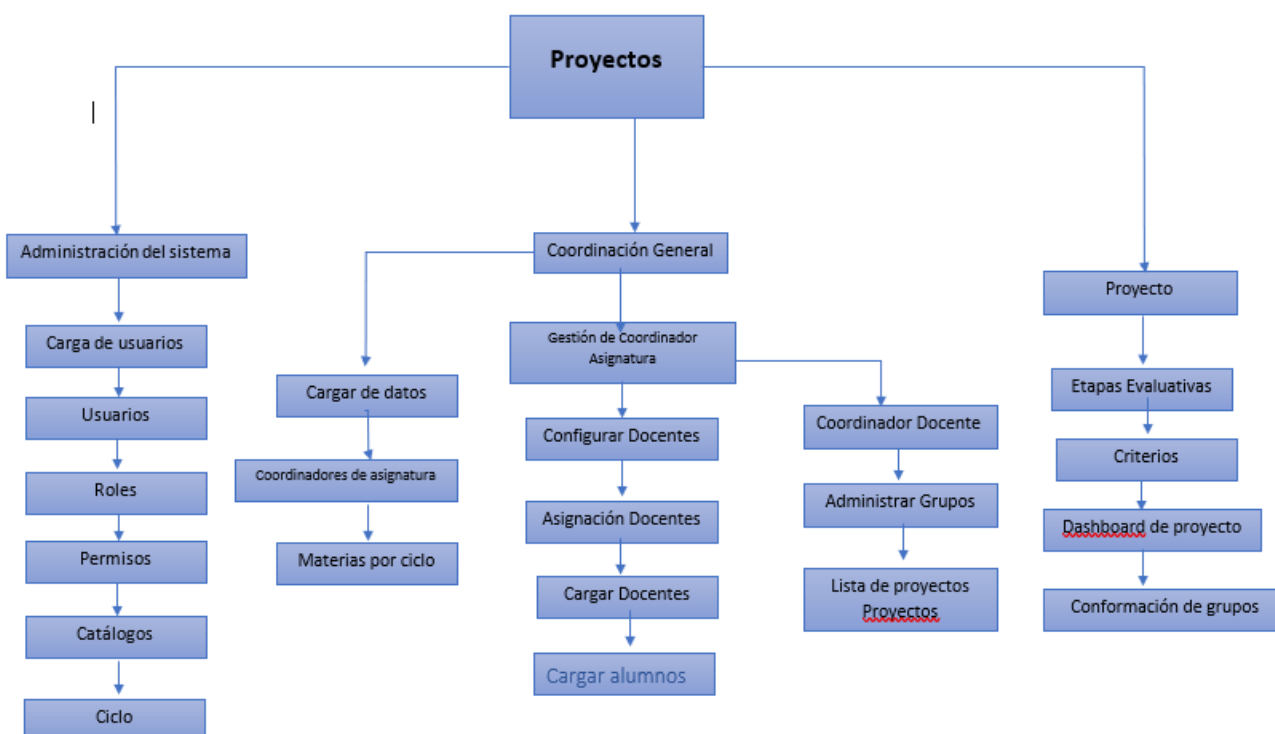 Proyectos
Administración del sistema
Carga de usuarios
Usuarios
Roles
Permisos
Catálogos
Ciclo
Coordinación General
Cargar de datos
Coordinadores de asignatura
Materias por ciclo
Gestión de Coordinador
Asignatura
Configurar Docentes
Asignación Docentes
Cargar Docentes
Cargar alumnos
Coordinador Docente
Administrar Grupos
Lista de proyectos
Proyectos
Proyecto
Etapas Evaluativas
Criterios
Dashboard de proyecto
Conformación de grupos